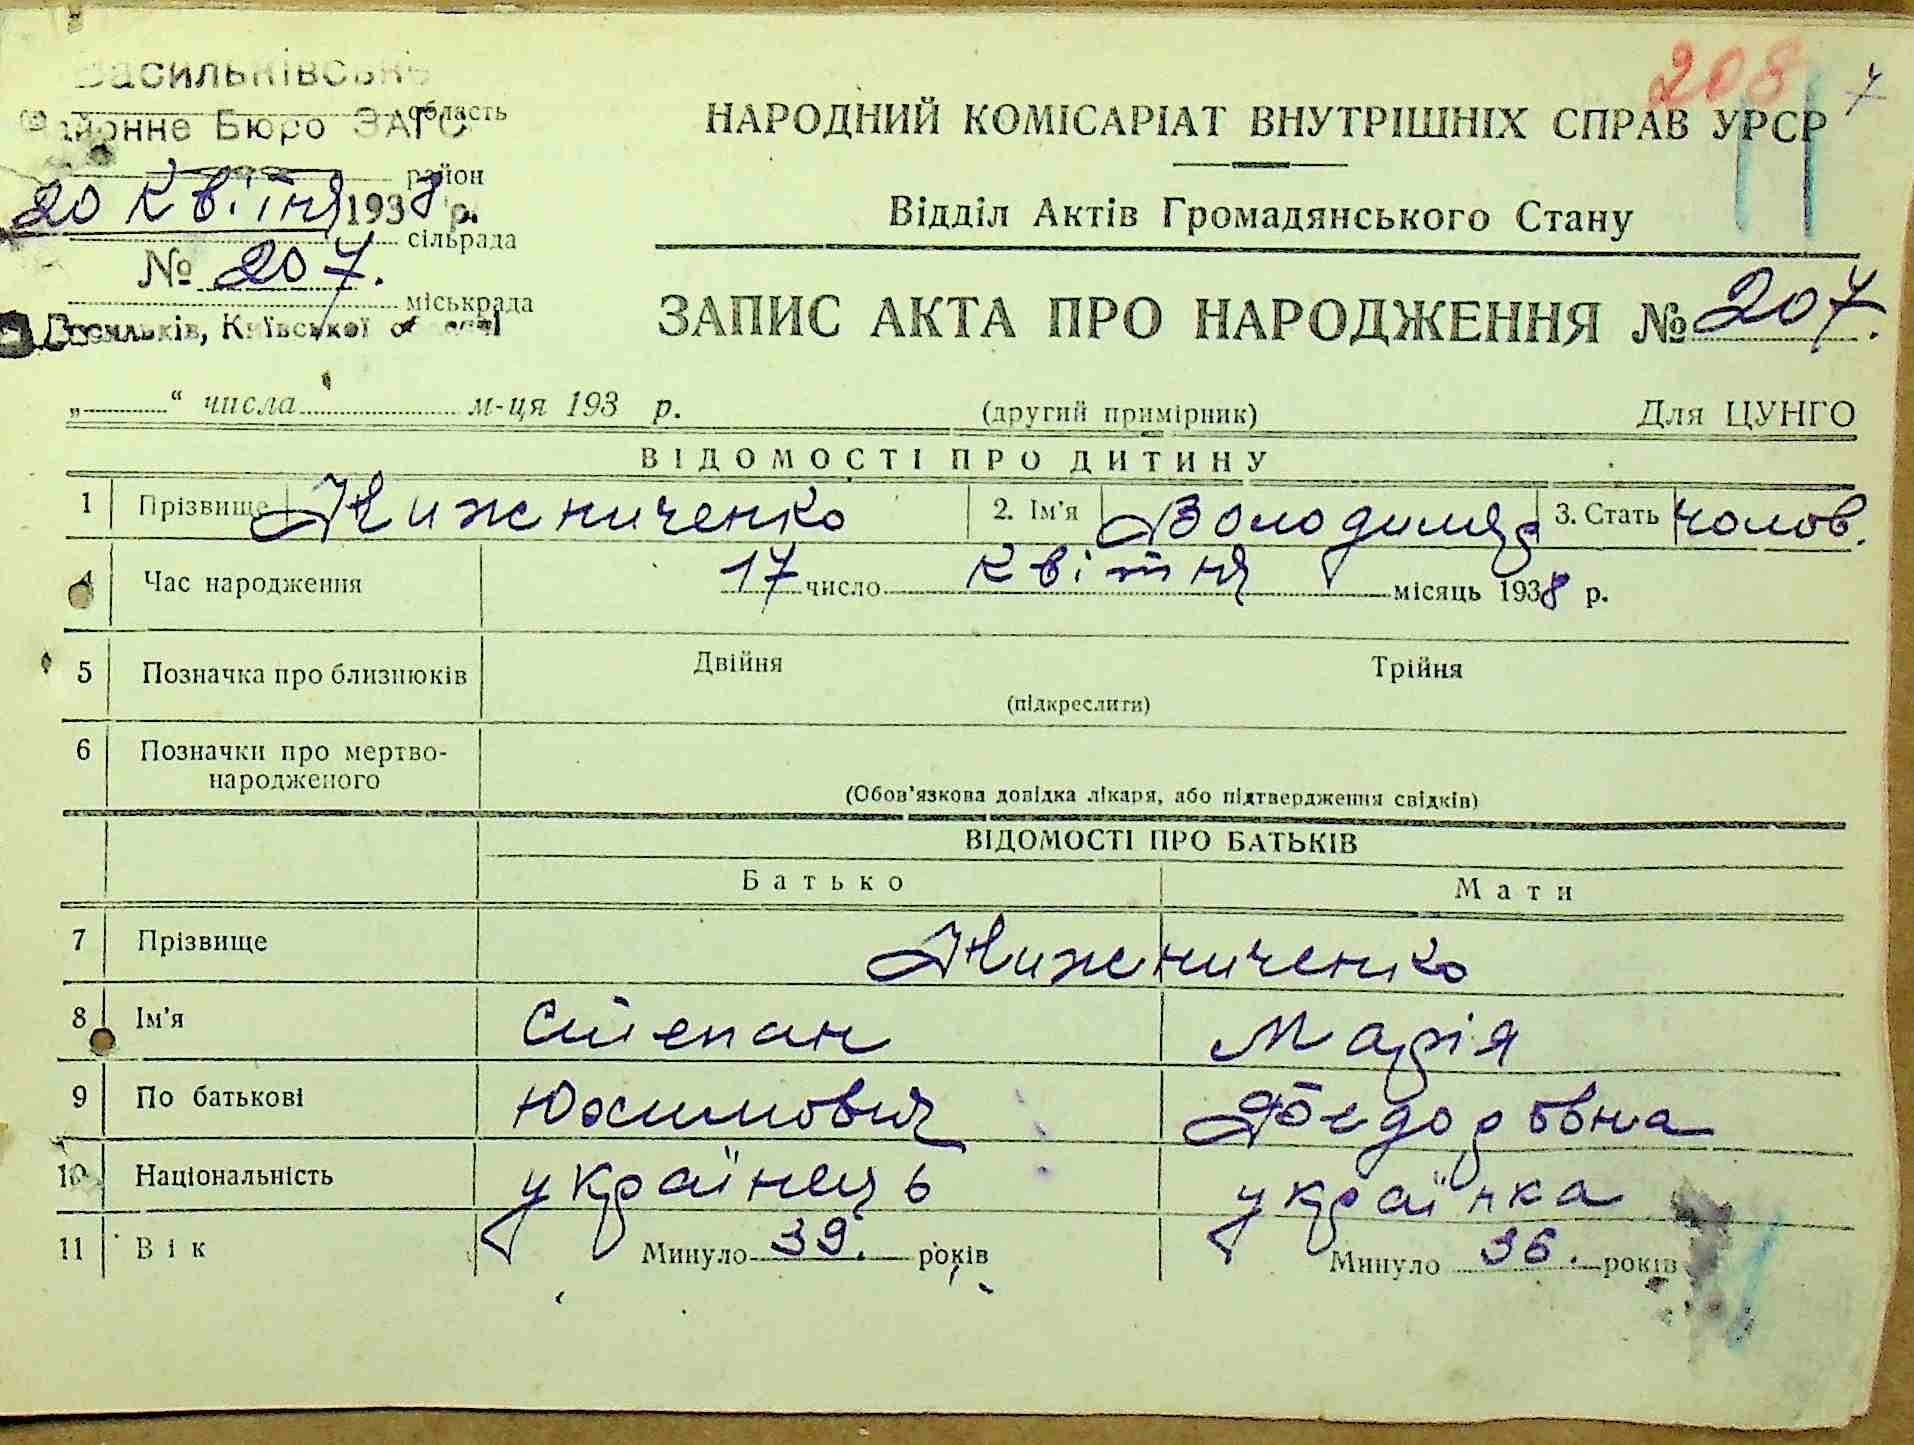 Васильківське
область
Районне Бюро ЗАГС
район
20 Квітня 1938 р.
сільрада
№ 207.
міськрада
Васильків, Київської області
208
НАРОДНИЙ КОМІСАРІАТ ВНУТРІШНІХ СПРАВ УРСР
Відділ Актів Громадянського Стану
ЗАПИС АКТА ПРО НАРОДЖЕННЯ № 207.
„ “ числа м-ця 193 р. (другий примірник) Для ЦУНГО
ВІДОМОСТІ ПРО ДИТИНУ
1 Прізвище Нижниченко 2. Ім'я Володимир 3. Стать чолов.
4 Час народження 17 число квітня місяць 1938 р.
5 Позначка про близнюків Двійня Трійня
(підкреслити)
6 Позначки про мертво-
народженого
(Обов'язкова довідка лікаря, або підтвердження свідків)
ВІДОМОСТІ ПРО БАТЬКІВ
Батько Мати
7 Прізвище Нижниченко
8 Ім'я Степан Марія
9 По батькові Юхимович Федоровна
10 Національність українець українка
11 Вік Минуло 39. років Минуло 36. років